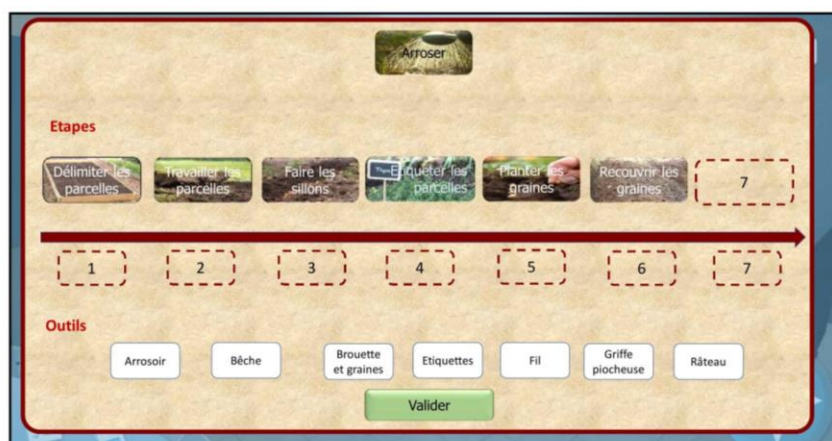 Arroser
Etapes
Délimiter les
parcelles
Travailler les
parcelles
Faire les
sillons
Etiqueter les
parcelles
Planter les
graines
Recouvrir les
graines
7
1
2
3
4
5
6
7
Outils
Arrosoir
Bêche
Brouette
et graines
Etiquettes
Fil
Griffe
piocheuse
Râteau
Valider